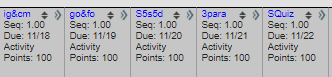 ig&cm go&fo S5s5d 3para SQuiz
Seq: 1.00 Seq: 1.00 Seq: 1.00 Seq: 1.00 Seq: 1.00
Due: 11/18 Due: 11/19 Due: 11/20 Due: 11/21 Due: 11/22
Activity Activity Activity Activity Activity
Points: 100 Points: 100 Points: 100 Points: 100 Points: 100